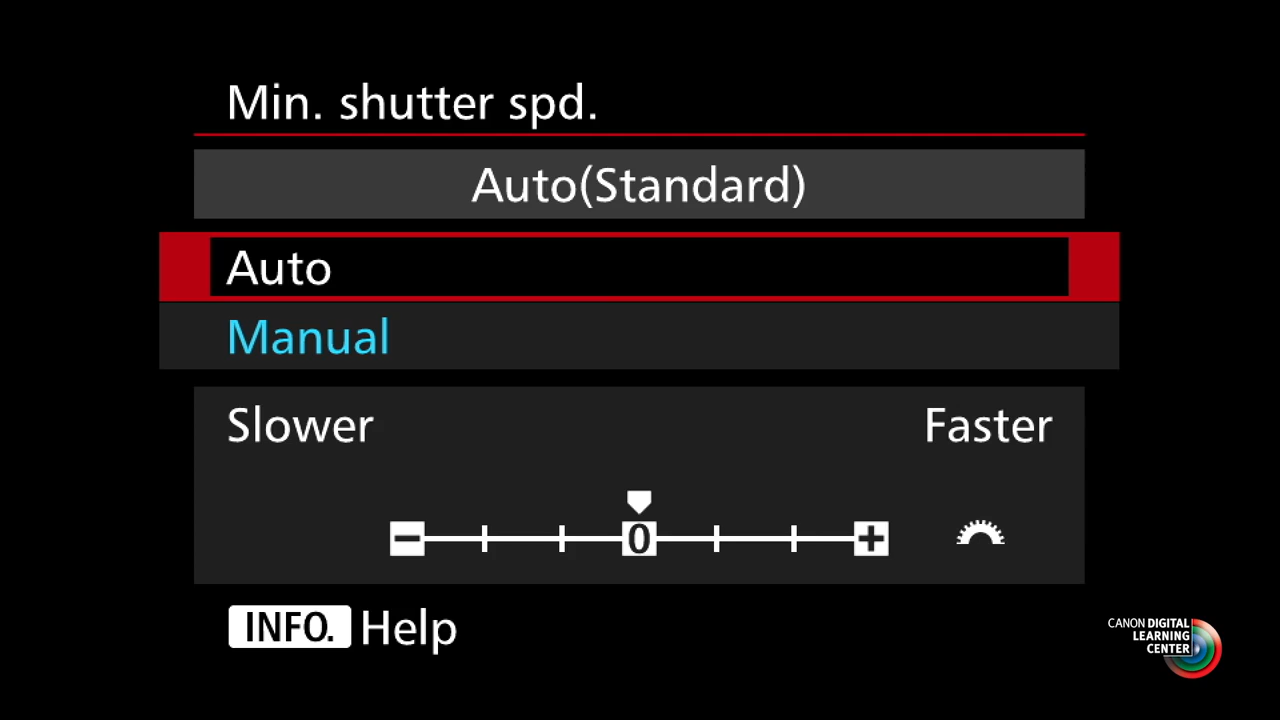 Min. shutter spd.
Auto(Standard)
Auto
Manual
Slower Faster
− 0 +
INFO. Help
CANON DIGITAL
LEARNING
CENTER